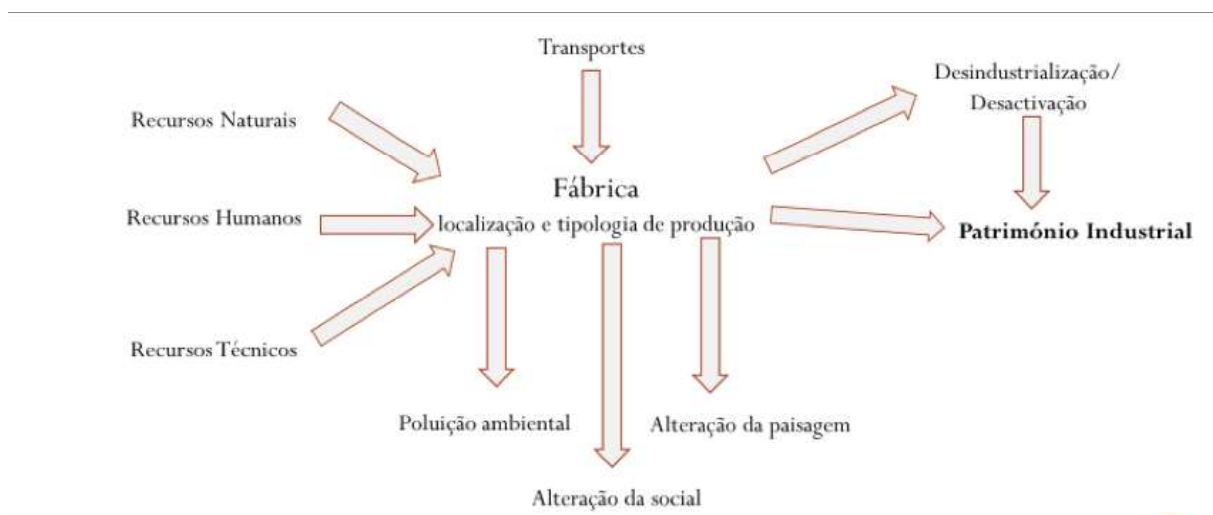 Transportes
Desindustrialização/
Desactivação
Recursos Naturais
Fábrica
Recursos Humanos
localização e tipologia de produção
Património Industrial
Recursos Técnicos
Poluição ambiental
Alteração da paisagem
Alteração da social